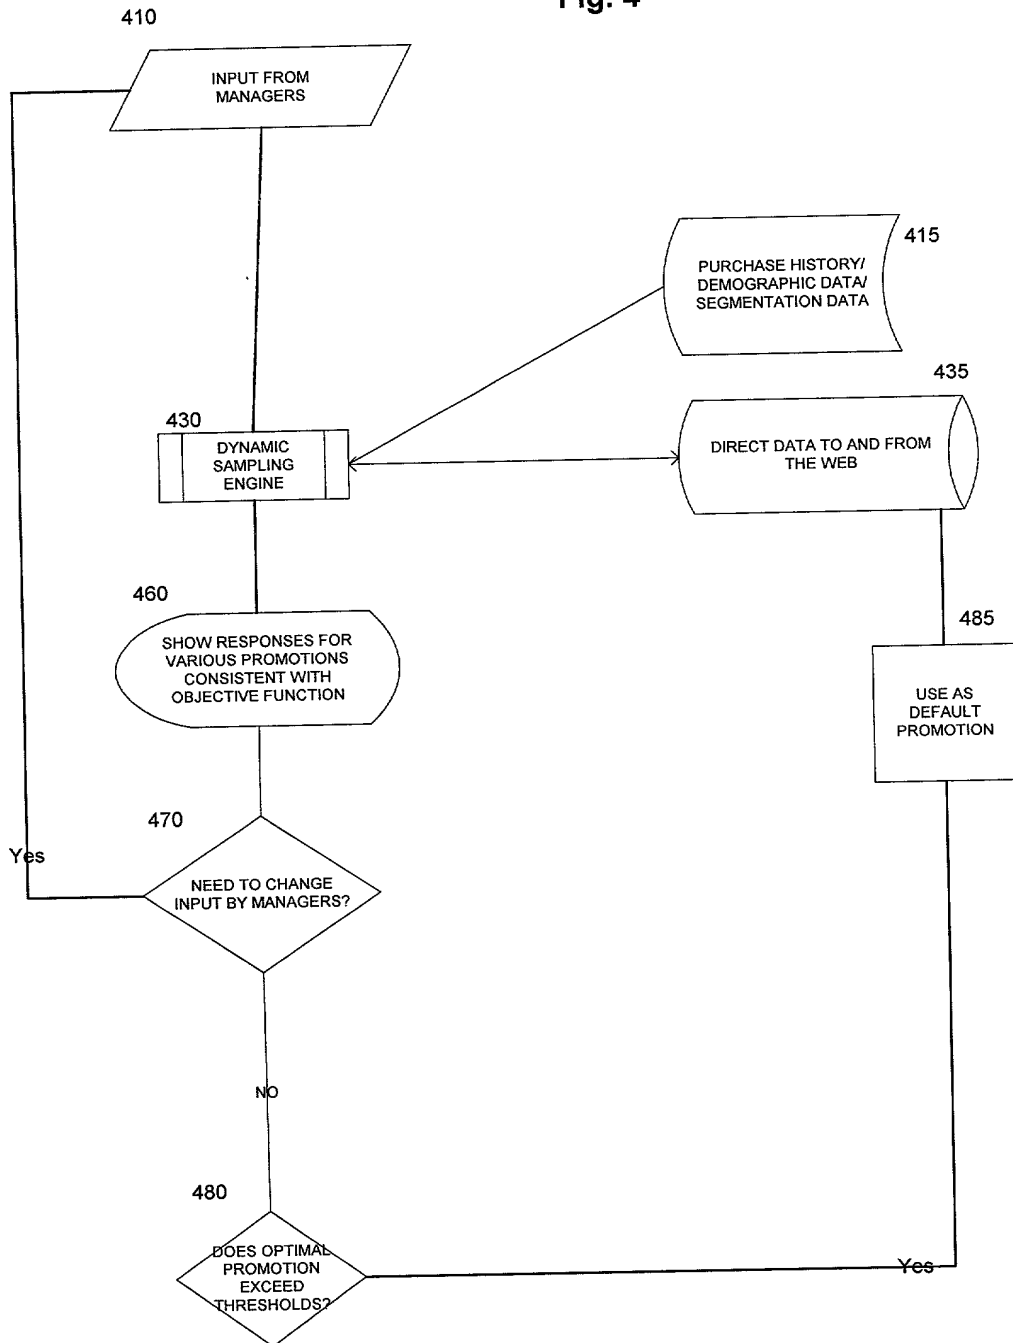 Fig. 4
410
INPUT FROM
MANAGERS
415
PURCHASE HISTORY/
DEMOGRAPHIC DATA/
SEGMENTATION DATA
435
430
DYNAMIC
SAMPLING
ENGINE
DIRECT DATA TO AND FROM
THE WEB
460
SHOW RESPONSES FOR
VARIOUS PROMOTIONS
CONSISTENT WITH
OBJECTIVE FUNCTION
485
USE AS
DEFAULT
PROMOTION
470
Yes
NEED TO CHANGE
INPUT BY MANAGERS?
NO
480
DOES OPTIMAL
PROMOTION
EXCEED
THRESHOLDS?
Yes